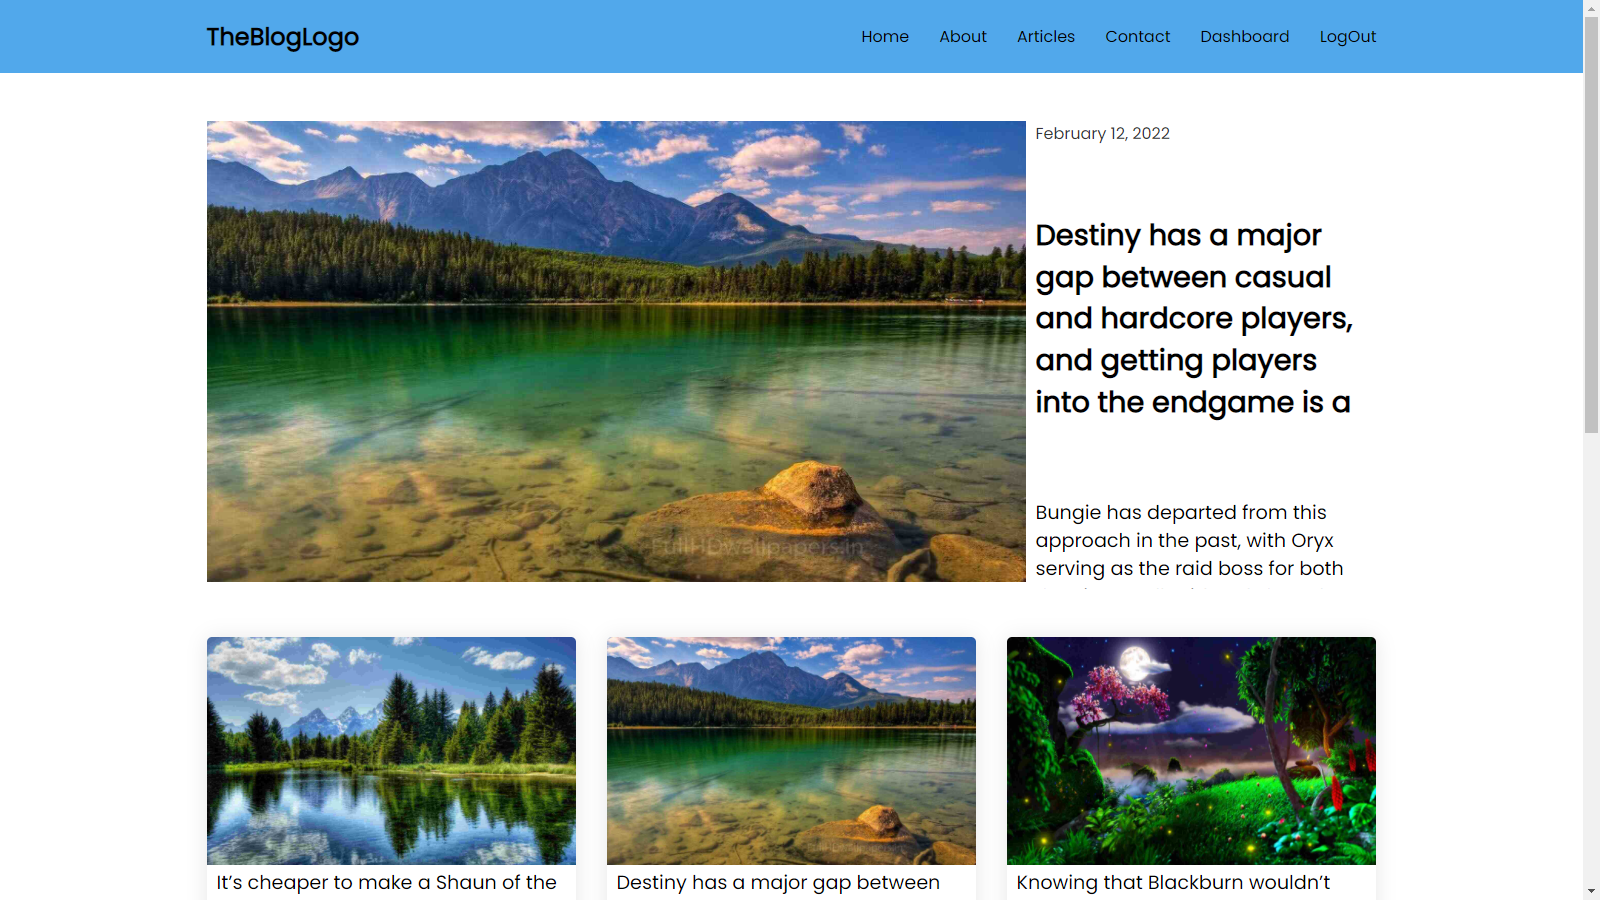 TheBlogLogo
Home About Articles Contact Dashboard LogOut
February 12, 2022
Destiny has a major
gap between casual
and hardcore players,
and getting players
into the endgame is a
Bungie has departed from this
approach in the past, with Oryx
serving as the raid boss for both
FullHDwallpapers.in
It’s cheaper to make a Shaun of the
Destiny has a major gap between
Knowing that Blackburn wouldn’t